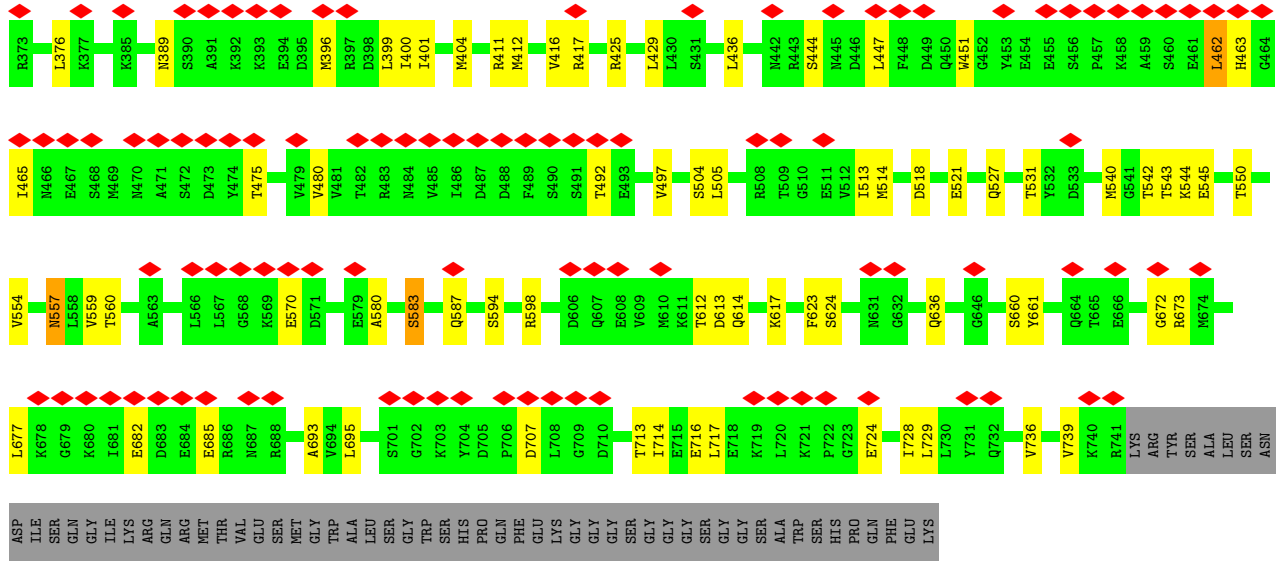 R373 L376 K377 K385 N389 S390 A391 K392 K393 E394 D395 M396 R397 D398 L399 I400 I401 M404 R411 M412 V416 R417 R425 L429 L430 S431 L436 N442 R443 S444 N445 D446 L447 F448 D449 Q450 W451 G452 Y453 E454 E455 S456 P457 K458 A459 S460 E461 L462 H463 G464
I465 N466 E467 S468 M469 N470 A471 S472 D473 Y474 T475 V479 V480 V481 T482 R483 N484 V485 I486 D487 D488 F489 S490 S491 T492 E493 V497 S504 L505 R508 T509 G510 E511 V512 I513 M514 D518 E521 Q527 T531 Y532 D533 M540 G541 T542 T543 K544 E545 T550
V554 N557 L558 V559 T560 A563 L566 L567 G568 K569 E570 D571 E579 A580 S583 Q587 S594 R598 D606 Q607 E608 V609 M610 K611 T612 D613 Q614 K617 F623 S624 N631 G632 Q636 G646 S660 Y661 Q664 T665 E666 G672 R673 M674
L677 K678 G679 K680 I681 E682 D683 E684 E685 R686 N687 R688 A693 V694 L695 S701 G702 K703 Y704 D705 P706 D707 L708 G709 D710 T713 I714 E715 E716 L717 E718 K719 L720 K721 P722 G723 E724 I728 L729 L730 Y731 Q732 V736 V739 K740 R741 LYS ARG TYR SER ALA LEU SER ASN
ASP ILE SER GLN GLY ILE LYS ARG GLN ARG MET THR VAL GLU SER MET GLY TRP ALA LEU SER GLY TRP SER HIS PRO GLN PHE GLU LYS GLY GLY GLY SER GLY GLY GLY SER GLY GLY SER ALA TRP SER HIS PRO GLN PHE GLU LYS